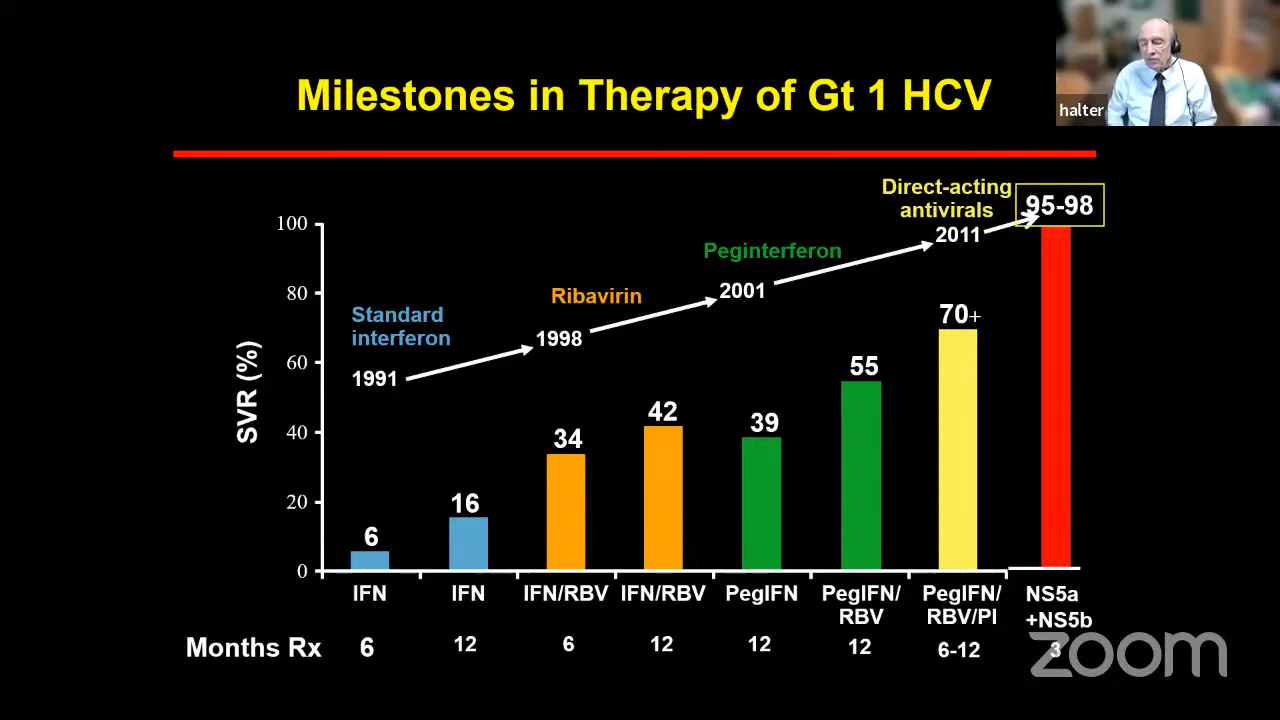 Milestones in Therapy of Gt 1 HCV
halter
Direct-acting
antivirals
95-98
2011
Peginterferon
2001
Ribavirin
1998
Standard
interferon
1991
SVR (%)
100
80
60
40
20
0
6
16
34
42
39
55
70+
IFN
IFN
IFN/RBV
IFN/RBV
PegIFN
PegIFN/
RBV
PegIFN/
RBV/PI
NS5a
+NS5b
Months Rx 6 12 6 12 12 12 6-12 3
zoom